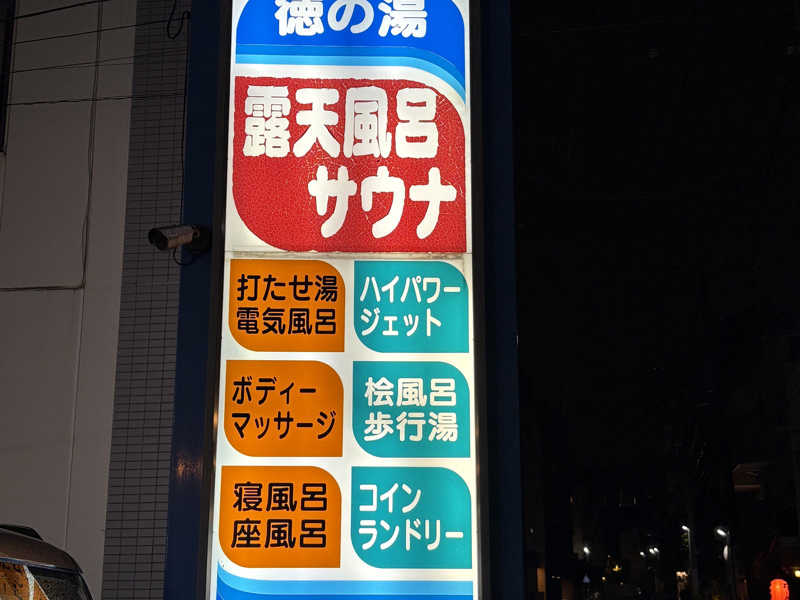 徳の湯
露天風呂
サウナ
打たせ湯
電気風呂
ハイパワー
ジェット
ボディー
マッサージ
桧風呂
歩行湯
寝風呂
座風呂
コイン
ランドリー